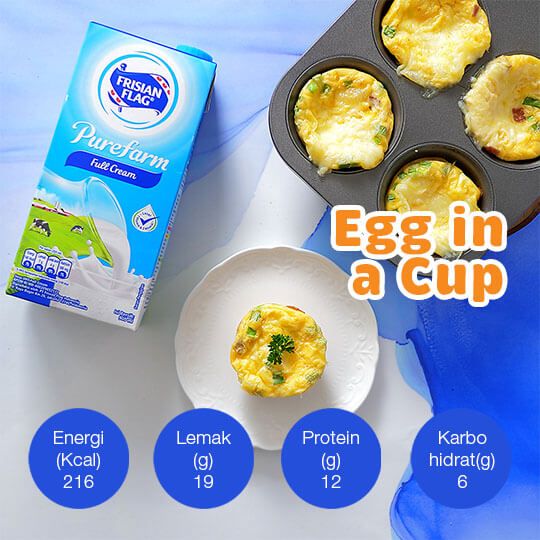 FRISIAN
FLAG
Purefarm
Full Cream
Egg in
a Cup
Energi
(Kcal)
216
Lemak
(g)
19
Protein
(g)
12
Karbo
hidrat(g)
6